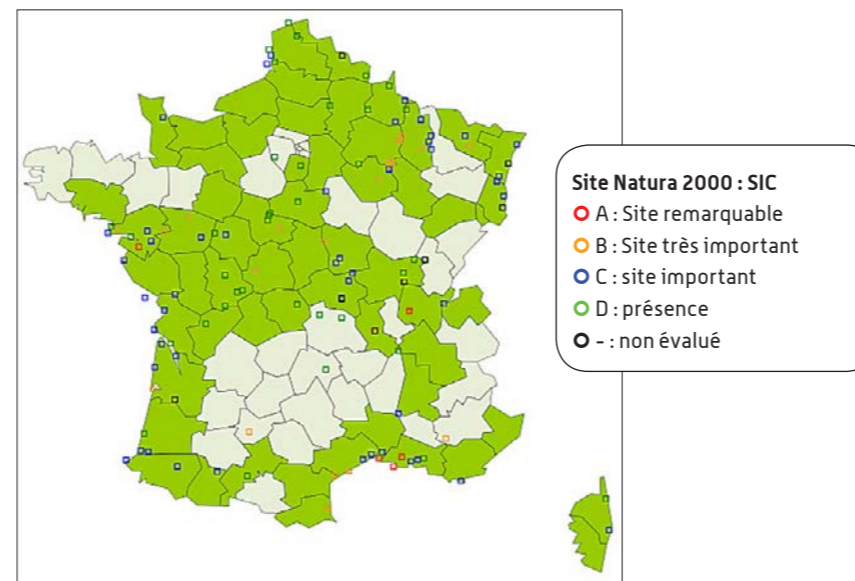 Site Natura 2000 : SIC
A : Site remarquable
B : Site très important
C : site important
D : présence
- : non évalué